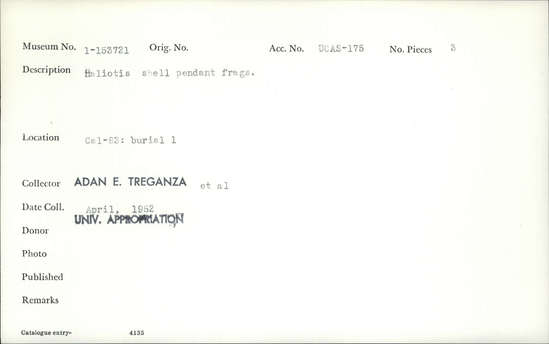 Museum No. 1-153721 Orig. No. Acc. No. UCAS-175 No. Pieces 3
Description Haliotis shell pendant frags.
Location Cal-82: burial 1
Collector ADAN E. TREGANZA et al
Date Coll. April, 1952
UNIV. APPROPRIATION
Donor
Photo
Published
Remarks
Catalogue entry- 4135